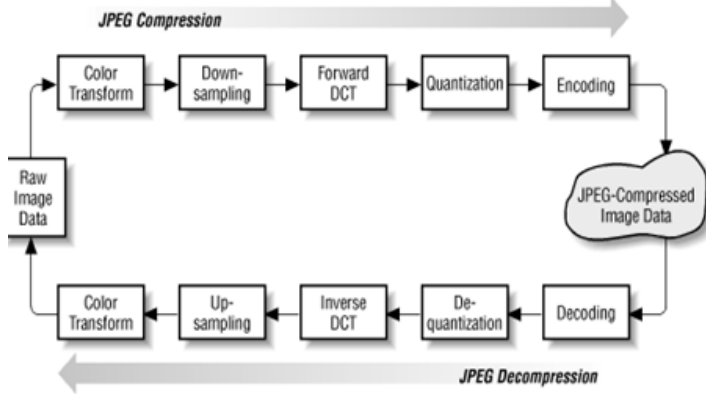 JPEG Compression
Color
Transform
Down-
sampling
Forward
DCT
Quantization
Encoding
Raw
Image
Data
JPEG-Compressed
Image Data
Color
Transform
Up-
sampling
Inverse
DCT
De-
quantization
Decoding
JPEG Decompression